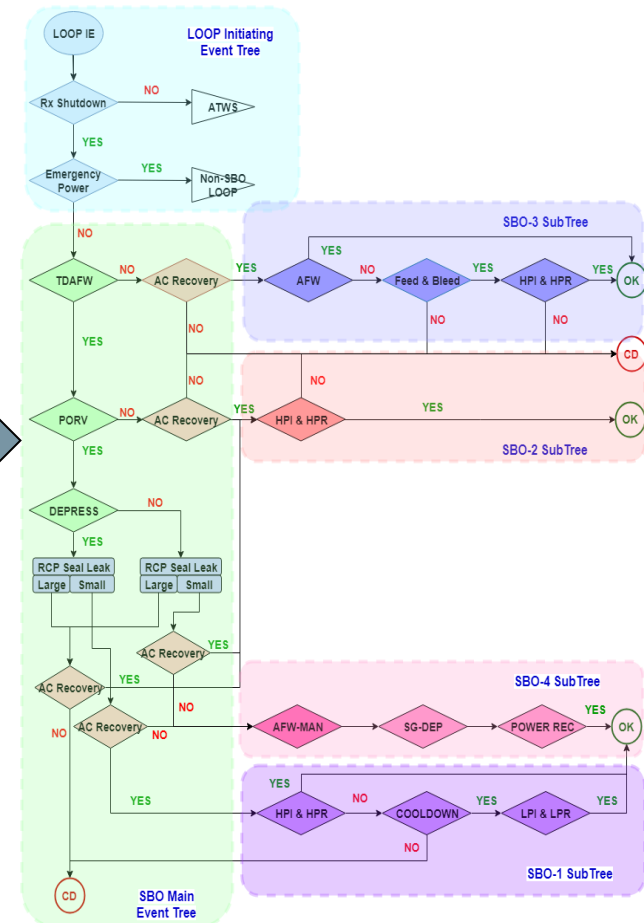 LOOP IE
LOOP Initiating
Event Tree
Rx Shutdown
NO
ATWS
YES
Emergency
Power
YES
Non-SBO
LOOP
NO
SBO-3 SubTree
YES
TDAFW
NO
AC Recovery
YES
AFW
NO
Feed & Bleed
YES
HPI & HPR
YES
OK
NO
NO
NO
YES
CD
NO
NO
PORV
NO
AC Recovery
YES
HPI & HPR
YES
OK
YES
SBO-2 SubTree
DEPRESS
NO
YES
RCP Seal Leak
Large
Small
RCP Seal Leak
Large
Small
AC Recovery
YES
AC Recovery
YES
NO
SBO-4 SubTree
NO
AC Recovery
NO
AFW-MAN
SG-DEP
POWER REC
YES
OK
YES
YES
HPI & HPR
NO
COOLDOWN
YES
LPI & LPR
YES
NO
SBO-1 SubTree
CD
SBO Main
Event Tree